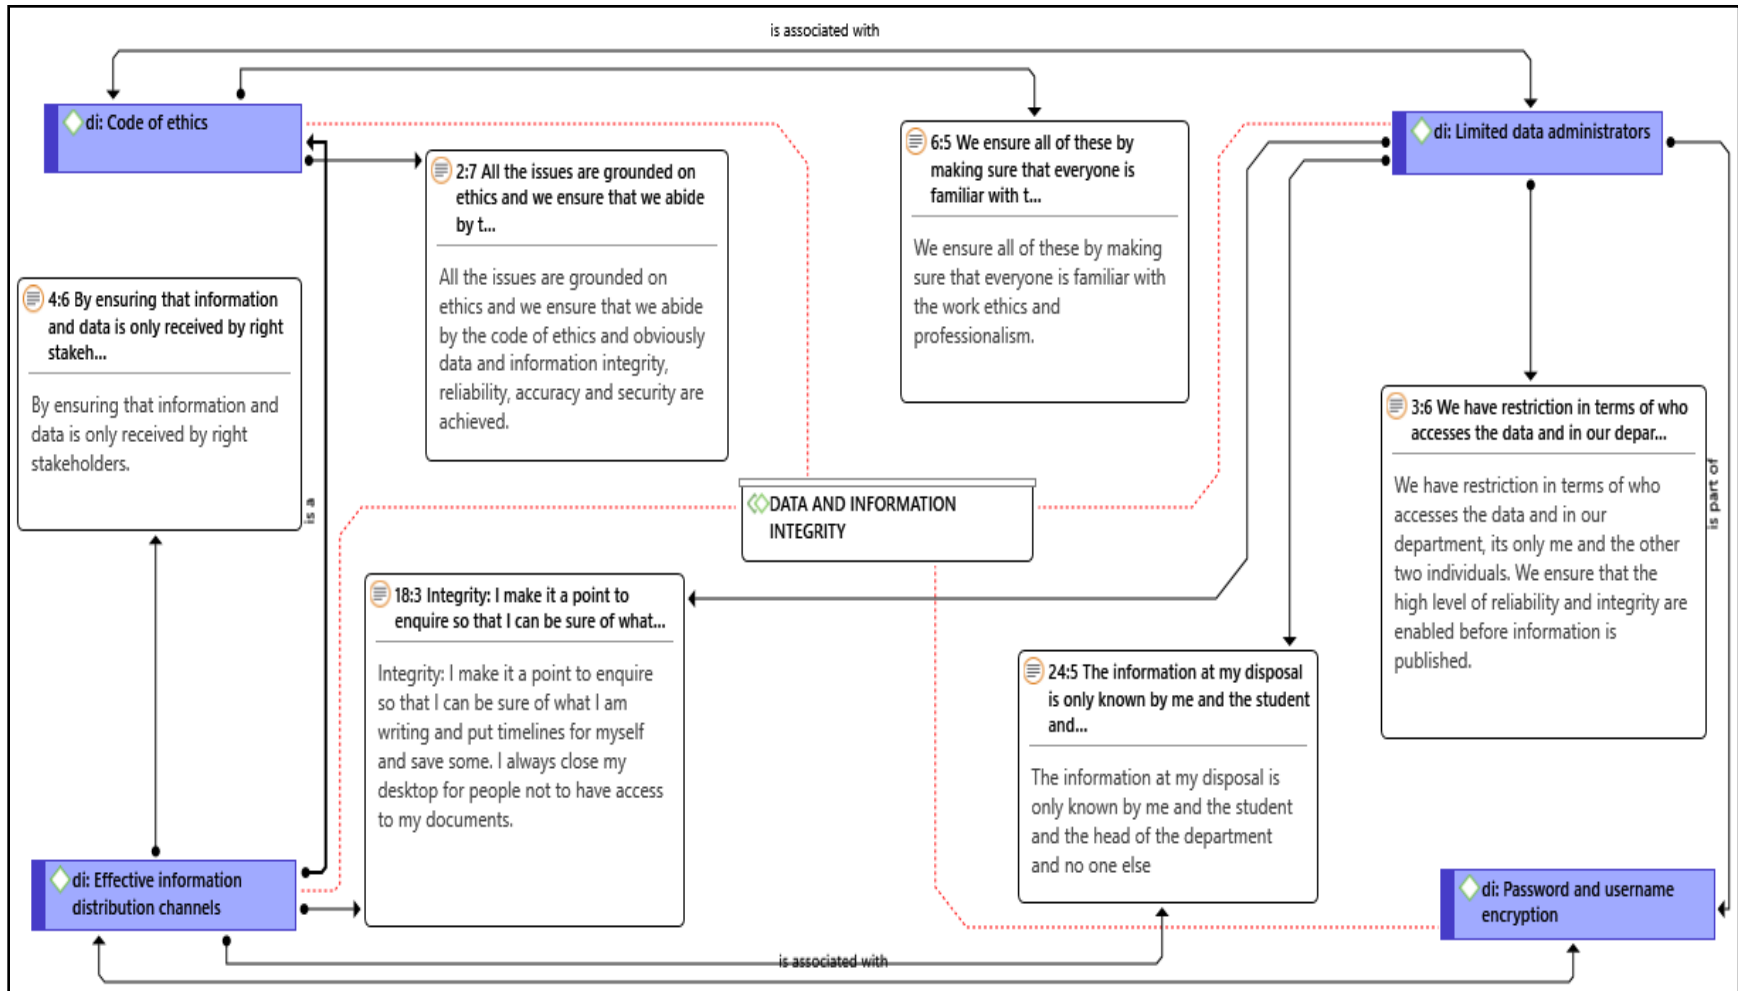 is associated with
di: Code of ethics
2:7 All the issues are grounded on
ethics and we ensure that we abide
by t...
All the issues are grounded on
ethics and we ensure that we abide
by the code of ethics and obviously
data and information integrity,
reliability, accuracy and security are
achieved.
6:5 We ensure all of these by
making sure that everyone is
familiar with t...
We ensure all of these by making
sure that everyone is familiar with
the work ethics and
professionalism.
di: Limited data administrators
4:6 By ensuring that information
and data is only received by right
stakeh...
By ensuring that information and
data is only received by right
stakeholders.
is a
3:6 We have restriction in terms of who
accesses the data and in our depar...
We have restriction in terms of who
accesses the data and in our
department, its only me and the other
two individuals. We ensure that the
high level of reliability and integrity are
enabled before information is
published.
is part of
DATA AND INFORMATION
INTEGRITY
18:3 Integrity: I make it a point to
enquire so that I can be sure of what...
Integrity: I make it a point to enquire
so that I can be sure of what I am
writing and put timelines for myself
and save some. I always close my
desktop for people not to have access
to my documents.
24:5 The information at my disposal
is only known by me and the student
and...
The information at my disposal is
only known by me and the student
and the head of the department
and no one else
di: Effective information
distribution channels
di: Password and username
encryption
is associated with